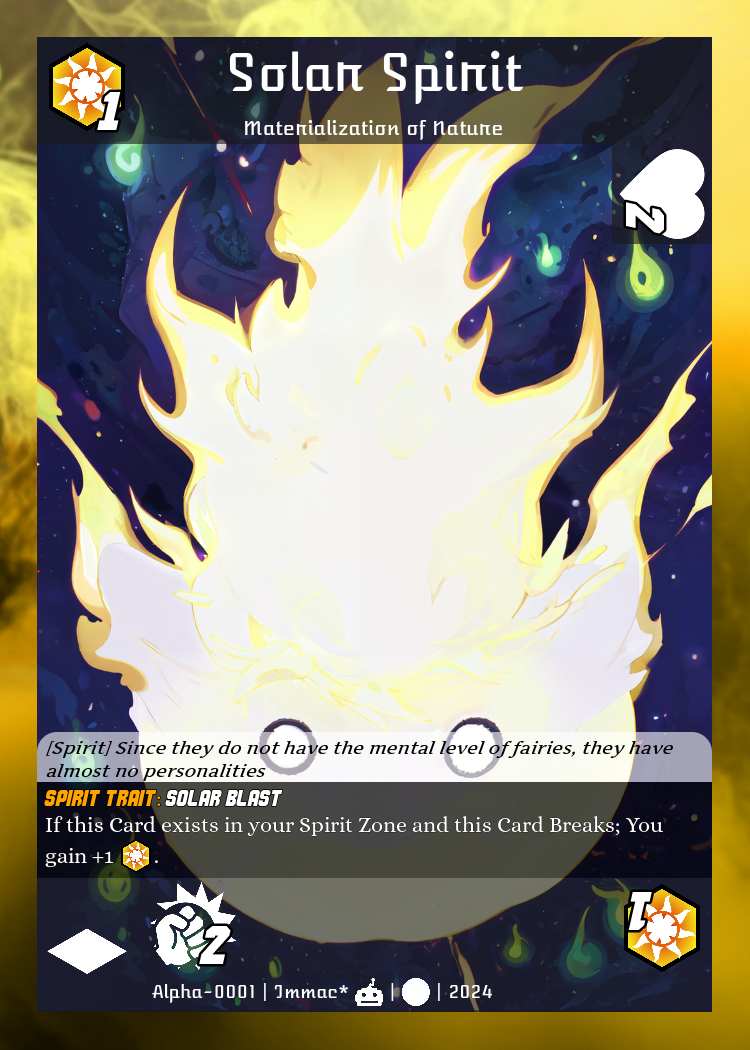 Solar Spirit
1
Materialization of Nature
2
[Spirit] Since they do not have the mental level of fairies, they have
almost no personalities
SPIRIT TRAIT: SOLAR BLAST
If this Card exists in your Spirit Zone and this Card Breaks; You
gain +1 .
2
1
Alpha-0001 | Immac* | | 2024